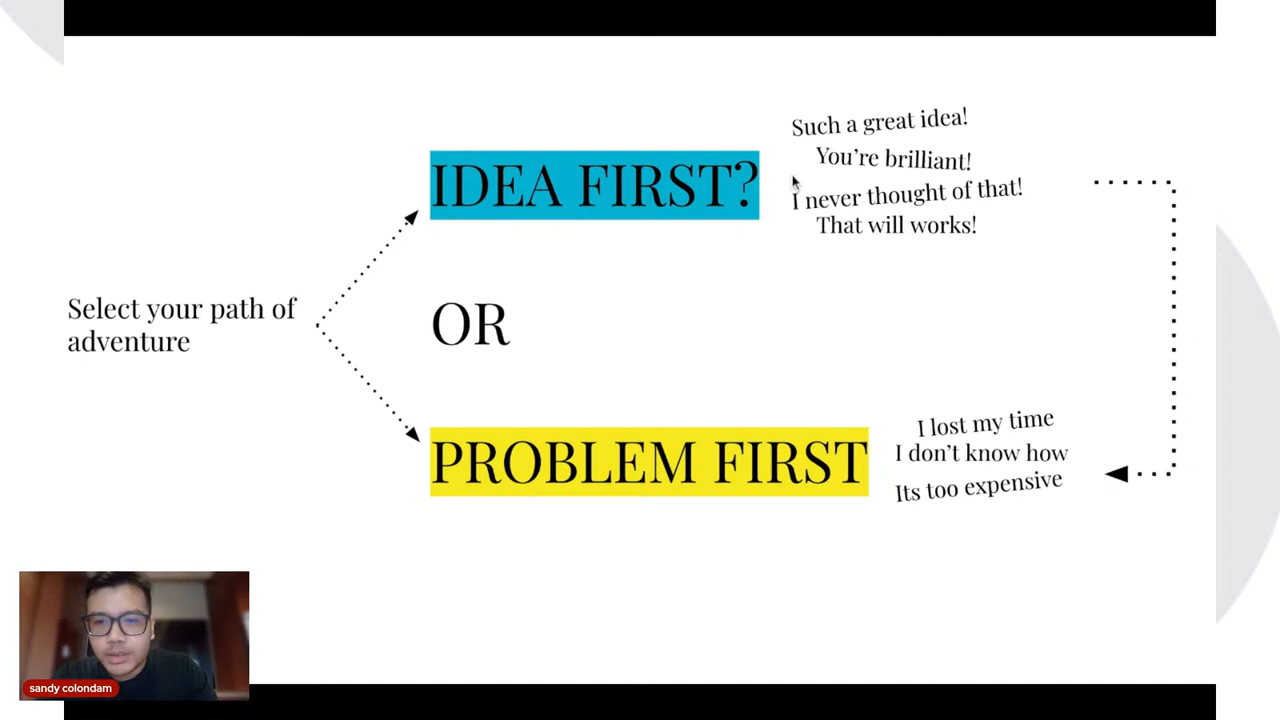 Such a great idea!
You're brilliant!
IDEA FIRST?
I never thought of that!
That will works!
Select your path of
adventure
OR
I lost my time
I don't know how
PROBLEM FIRST
Its too expensive
sandy colondam